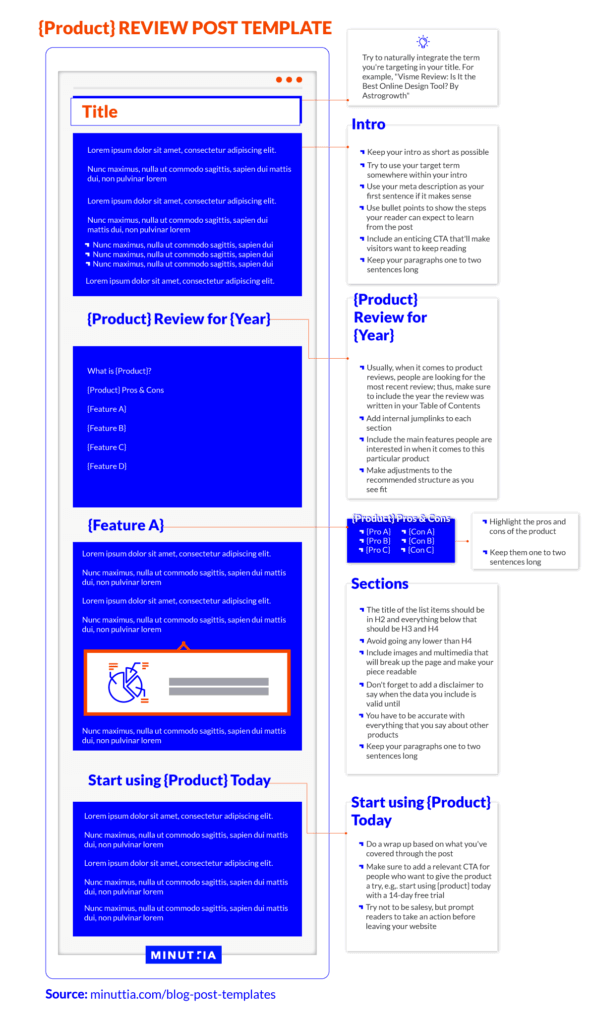 {Product} REVIEW POST TEMPLATE
Title
Lorem ipsum dolor sit amet, consectetur adipiscing elit.
Nunc maximus, nulla ut commodo sagittis, sapien dui mattis
dui, non pulvinar lorem
Lorem ipsum dolor sit amet, consectetur adipiscing elit.
Nunc maximus, nulla ut commodo sagittis, sapien dui
mattis dui, non pulvinar lorem
Nunc maximus, nulla ut commodo sagittis, sapien dui
Nunc maximus, nulla ut commodo sagittis, sapien dui
Nunc maximus, nulla ut commodo sagittis, sapien dui
Lorem ipsum dolor sit amet, consectetur adipiscing elit.
{Product} Review for {Year}
What is {Product}?
{Product} Pros & Cons
{Feature A}
{Feature B}
{Feature C}
{Feature D}
{Feature A}
Lorem ipsum dolor sit amet, consectetur adipiscing elit.
Nunc maximus, nulla ut commodo sagittis, sapien dui mattis
dui, non pulvinar lorem
Lorem ipsum dolor sit amet, consectetur adipiscing elit.
Nunc maximus, nulla ut commodo sagittis, sapien dui mattis
dui, non pulvinar lorem
Nunc maximus, nulla ut commodo sagittis, sapien dui mattis
dui, non pulvinar lorem
Start using {Product} Today
Lorem ipsum dolor sit amet, consectetur adipiscing elit.
Nunc maximus, nulla ut commodo sagittis, sapien dui mattis
dui, non pulvinar lorem
Lorem ipsum dolor sit amet, consectetur adipiscing elit.
Nunc maximus, nulla ut commodo sagittis, sapien dui mattis
dui, non pulvinar lorem
Nunc maximus, nulla ut commodo sagittis, sapien dui mattis
dui, non pulvinar lorem
MINUTTIA
Try to naturally integrate the term
you're targeting in your title. For
example, "Visme Review: Is It the
Best Online Design Tool? By
Astrogrowth"
Intro
Keep your intro as short as possible
Try to use your target term
somewhere within your intro
Use your meta description as your
first sentence if it makes sense
Use bullet points to show the steps
your reader can expect to learn
from the post
Include an enticing CTA that'll make
visitors want to keep reading
Keep your paragraphs one to two
sentences long
{Product}
Review for
{Year}
Usually, when it comes to product
reviews, people are looking for the
most recent review; thus, make sure
to include the year the review was
written in your Table of Contents
Add internal jumplinks to each
section
Include the main features people are
interested in when it comes to this
particular product
Make adjustments to the
recommended structure as you
see fit
{Product} Pros & Cons
{Pro A} {Con A}
{Pro B} {Con B}
{Pro C} {Con C}
Highlight the pros and
cons of the product
Keep them one to two
sentences long
Sections
The title of the list items should be
in H2 and everything below that
should be H3 and H4
Avoid going any lower than H4
Include images and multimedia that
will break up the page and make your
piece readable
Don't forget to add a disclaimer to
say when the data you include is
valid until
You have to be accurate with
everything that you say about other
products
Keep your paragraphs one to two
sentences long
Start using {Product}
Today
Do a wrap up based on what you've
covered through the post
Make sure to add a relevant CTA for
people who want to give the product
a try, e.g,. start using [product] today
with a 14-day free trial
Try not to be salesy, but prompt
readers to take an action before
leaving your website
Source: minuttia.com/blog-post-templates